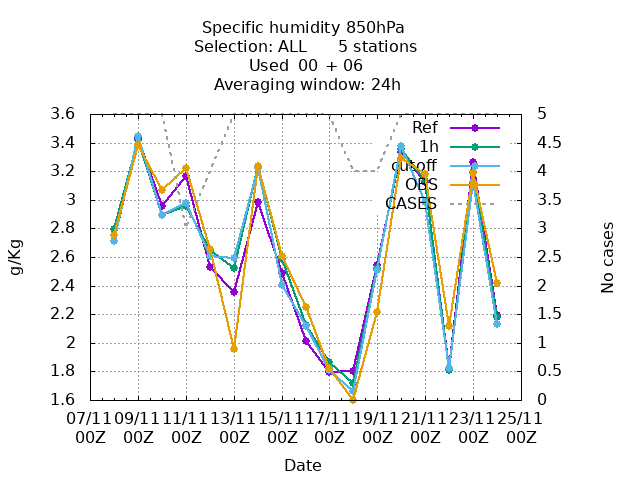 Specific humidity 850hPa
Selection: ALL 5 stations
Used 00 + 06
Averaging window: 24h
3.6 5
3.4 4.5
3.2 4
3 3.5
2.8 3
2.6 2.5
2.4 2
2.2 1.5
2 1
1.8 0.5
1.6 0
g/Kg
No cases
Ref
1h
cutoff
OBS
CASES
07/11 09/11 11/11 13/11 15/11 17/11 19/11 21/11 23/11 25/11
00Z 00Z 00Z 00Z 00Z 00Z 00Z 00Z 00Z 00Z
Date